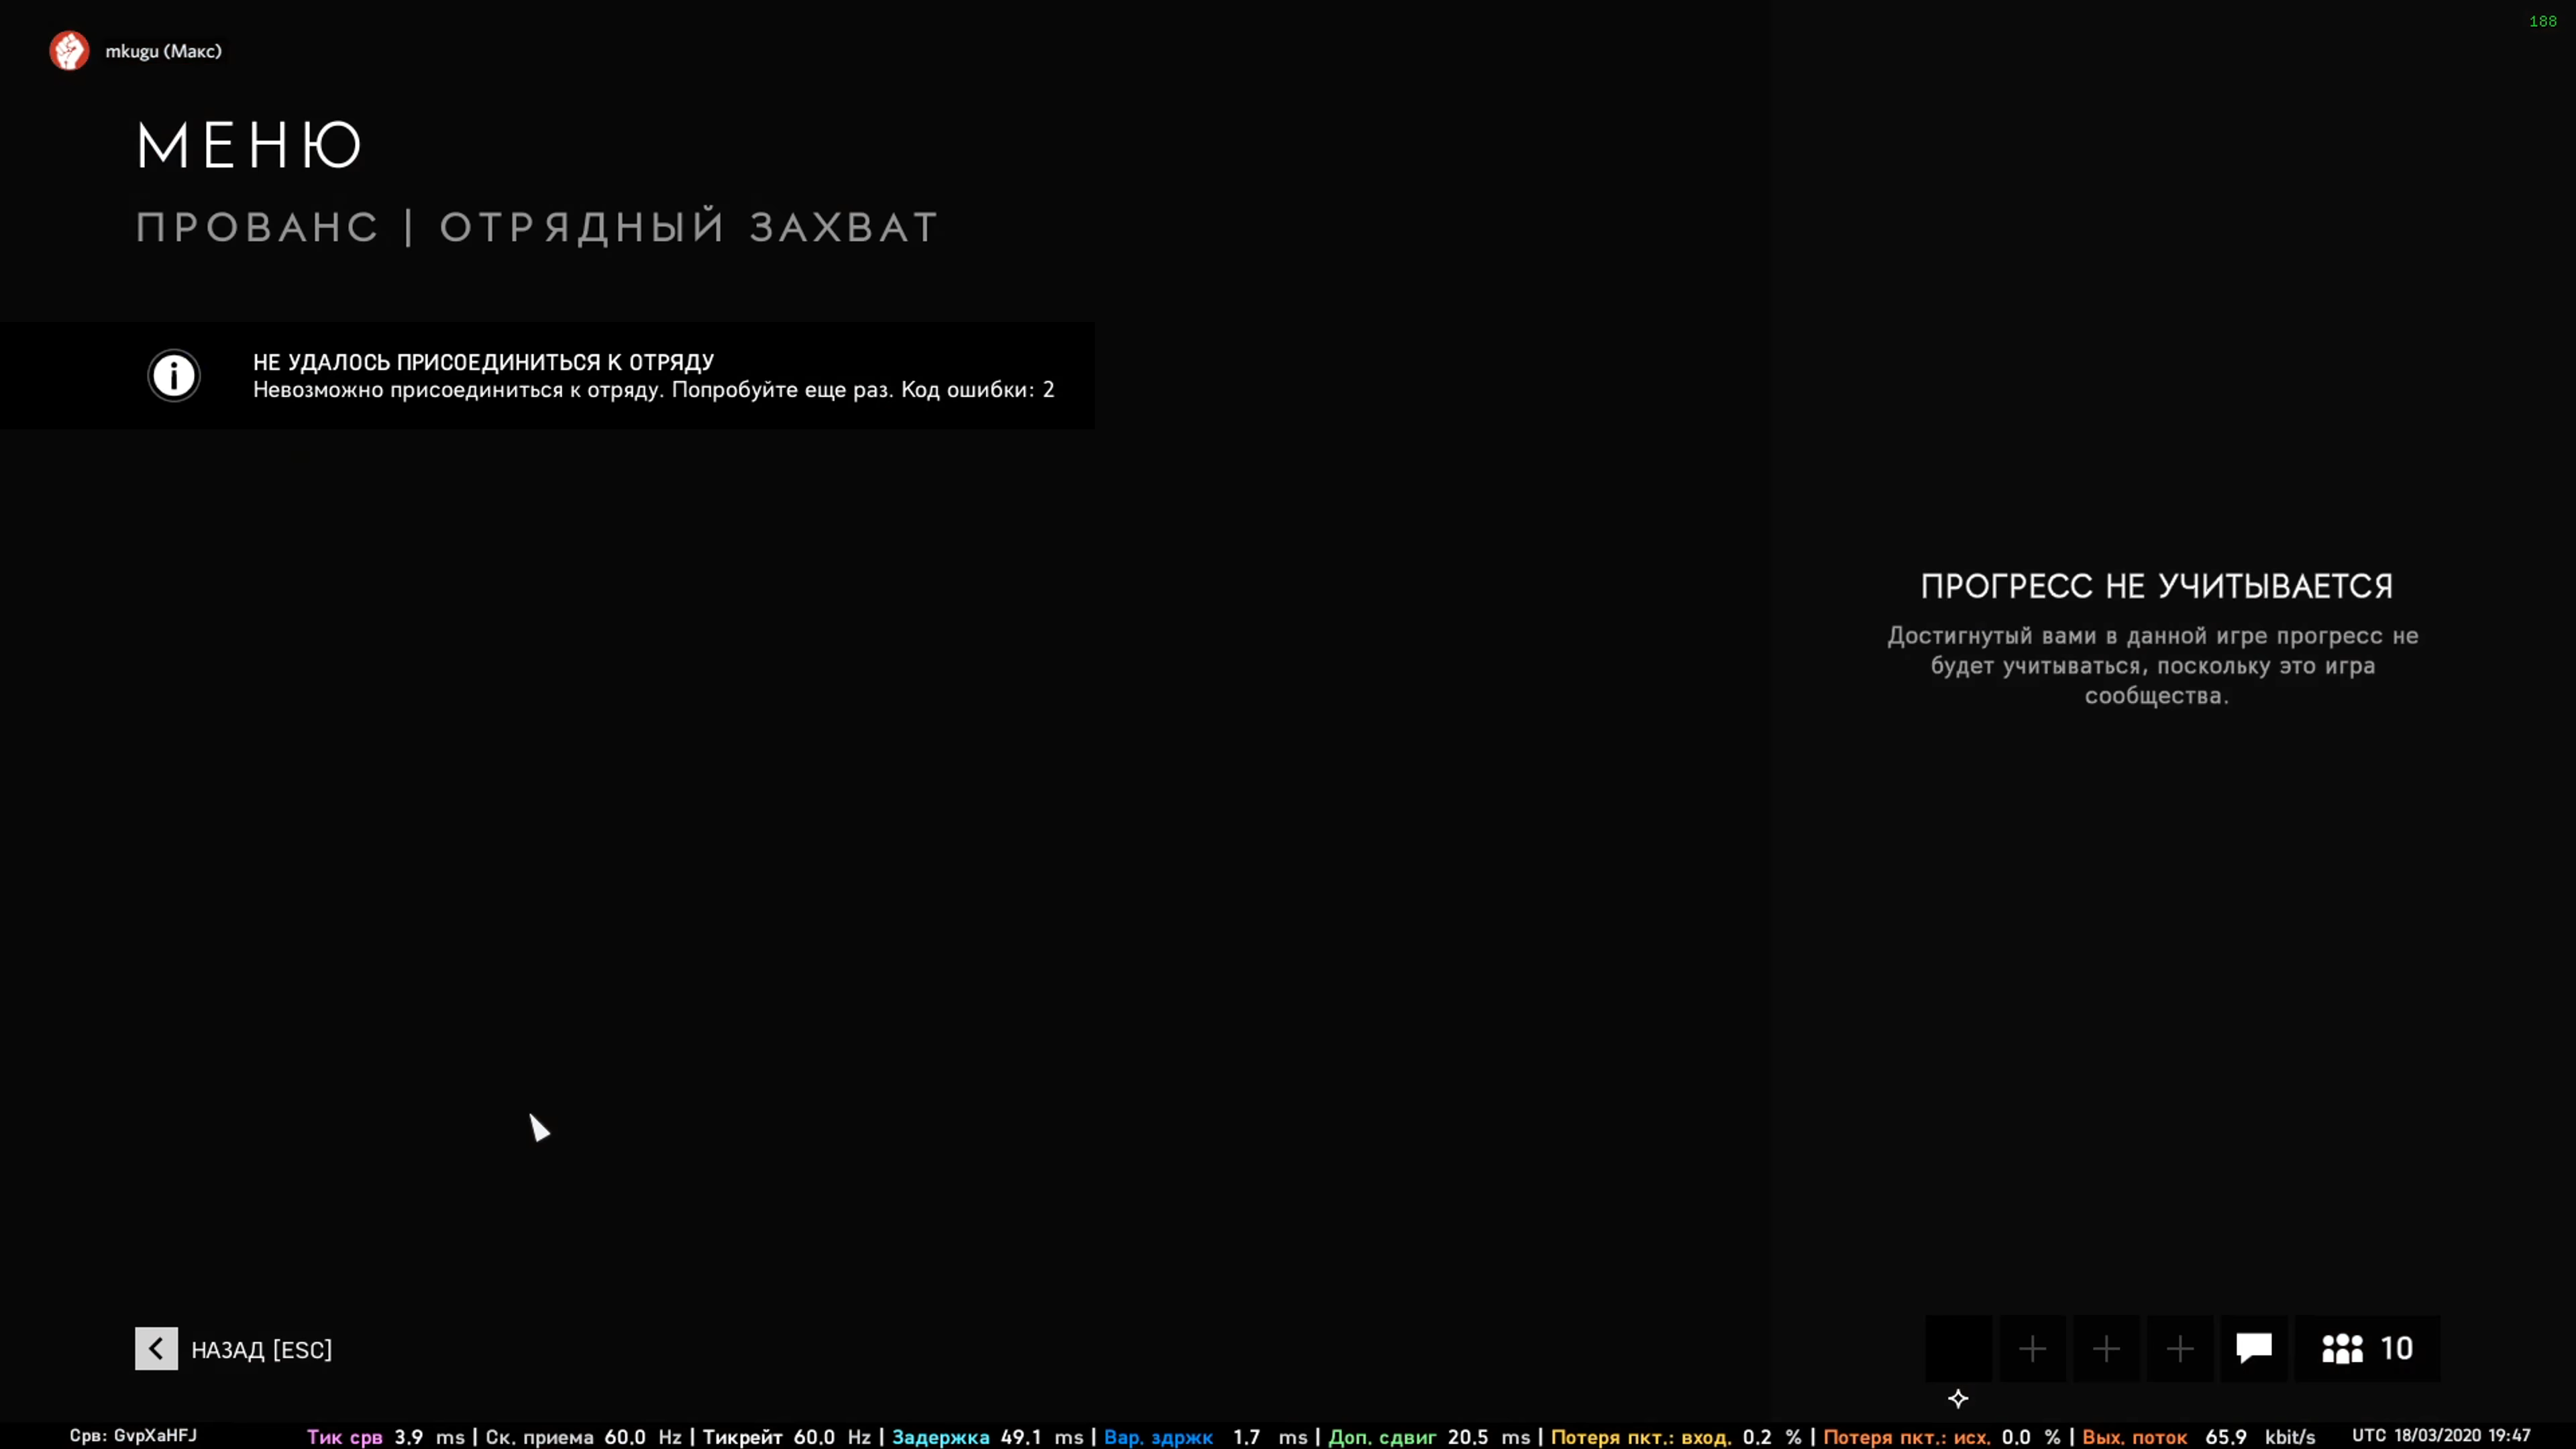 188
mkugu (Макс)
МЕНЮ
ПРОВАНС | ОТРЯДНЫЙ ЗАХВАТ
НЕ УДАЛОСЬ ПРИСОЕДИНИТЬСЯ К ОТРЯДУ
Невозможно присоединиться к отряду. Попробуйте еще раз. Код ошибки: 2
ПРОГРЕСС НЕ УЧИТЫВАЕТСЯ
Достигнутый вами в данной игре прогресс не
будет учитываться, поскольку это игра
сообщества.
НАЗАД [ESC]
10
Срв: GvpXaHFJ Тик срв 3.9 ms | Ск. приема 60.0 Hz | Тикрейт 60.0 Hz | Задержка 49.1 ms | Вар. здржк 1.7 ms | Доп. сдвиг 20.5 ms | Потеря пкт.: вход. 0.2 % | Потеря пкт.: исх. 0.0 % | Вых. поток 65.9 kbit/s UTC 18/03/2020 19:47